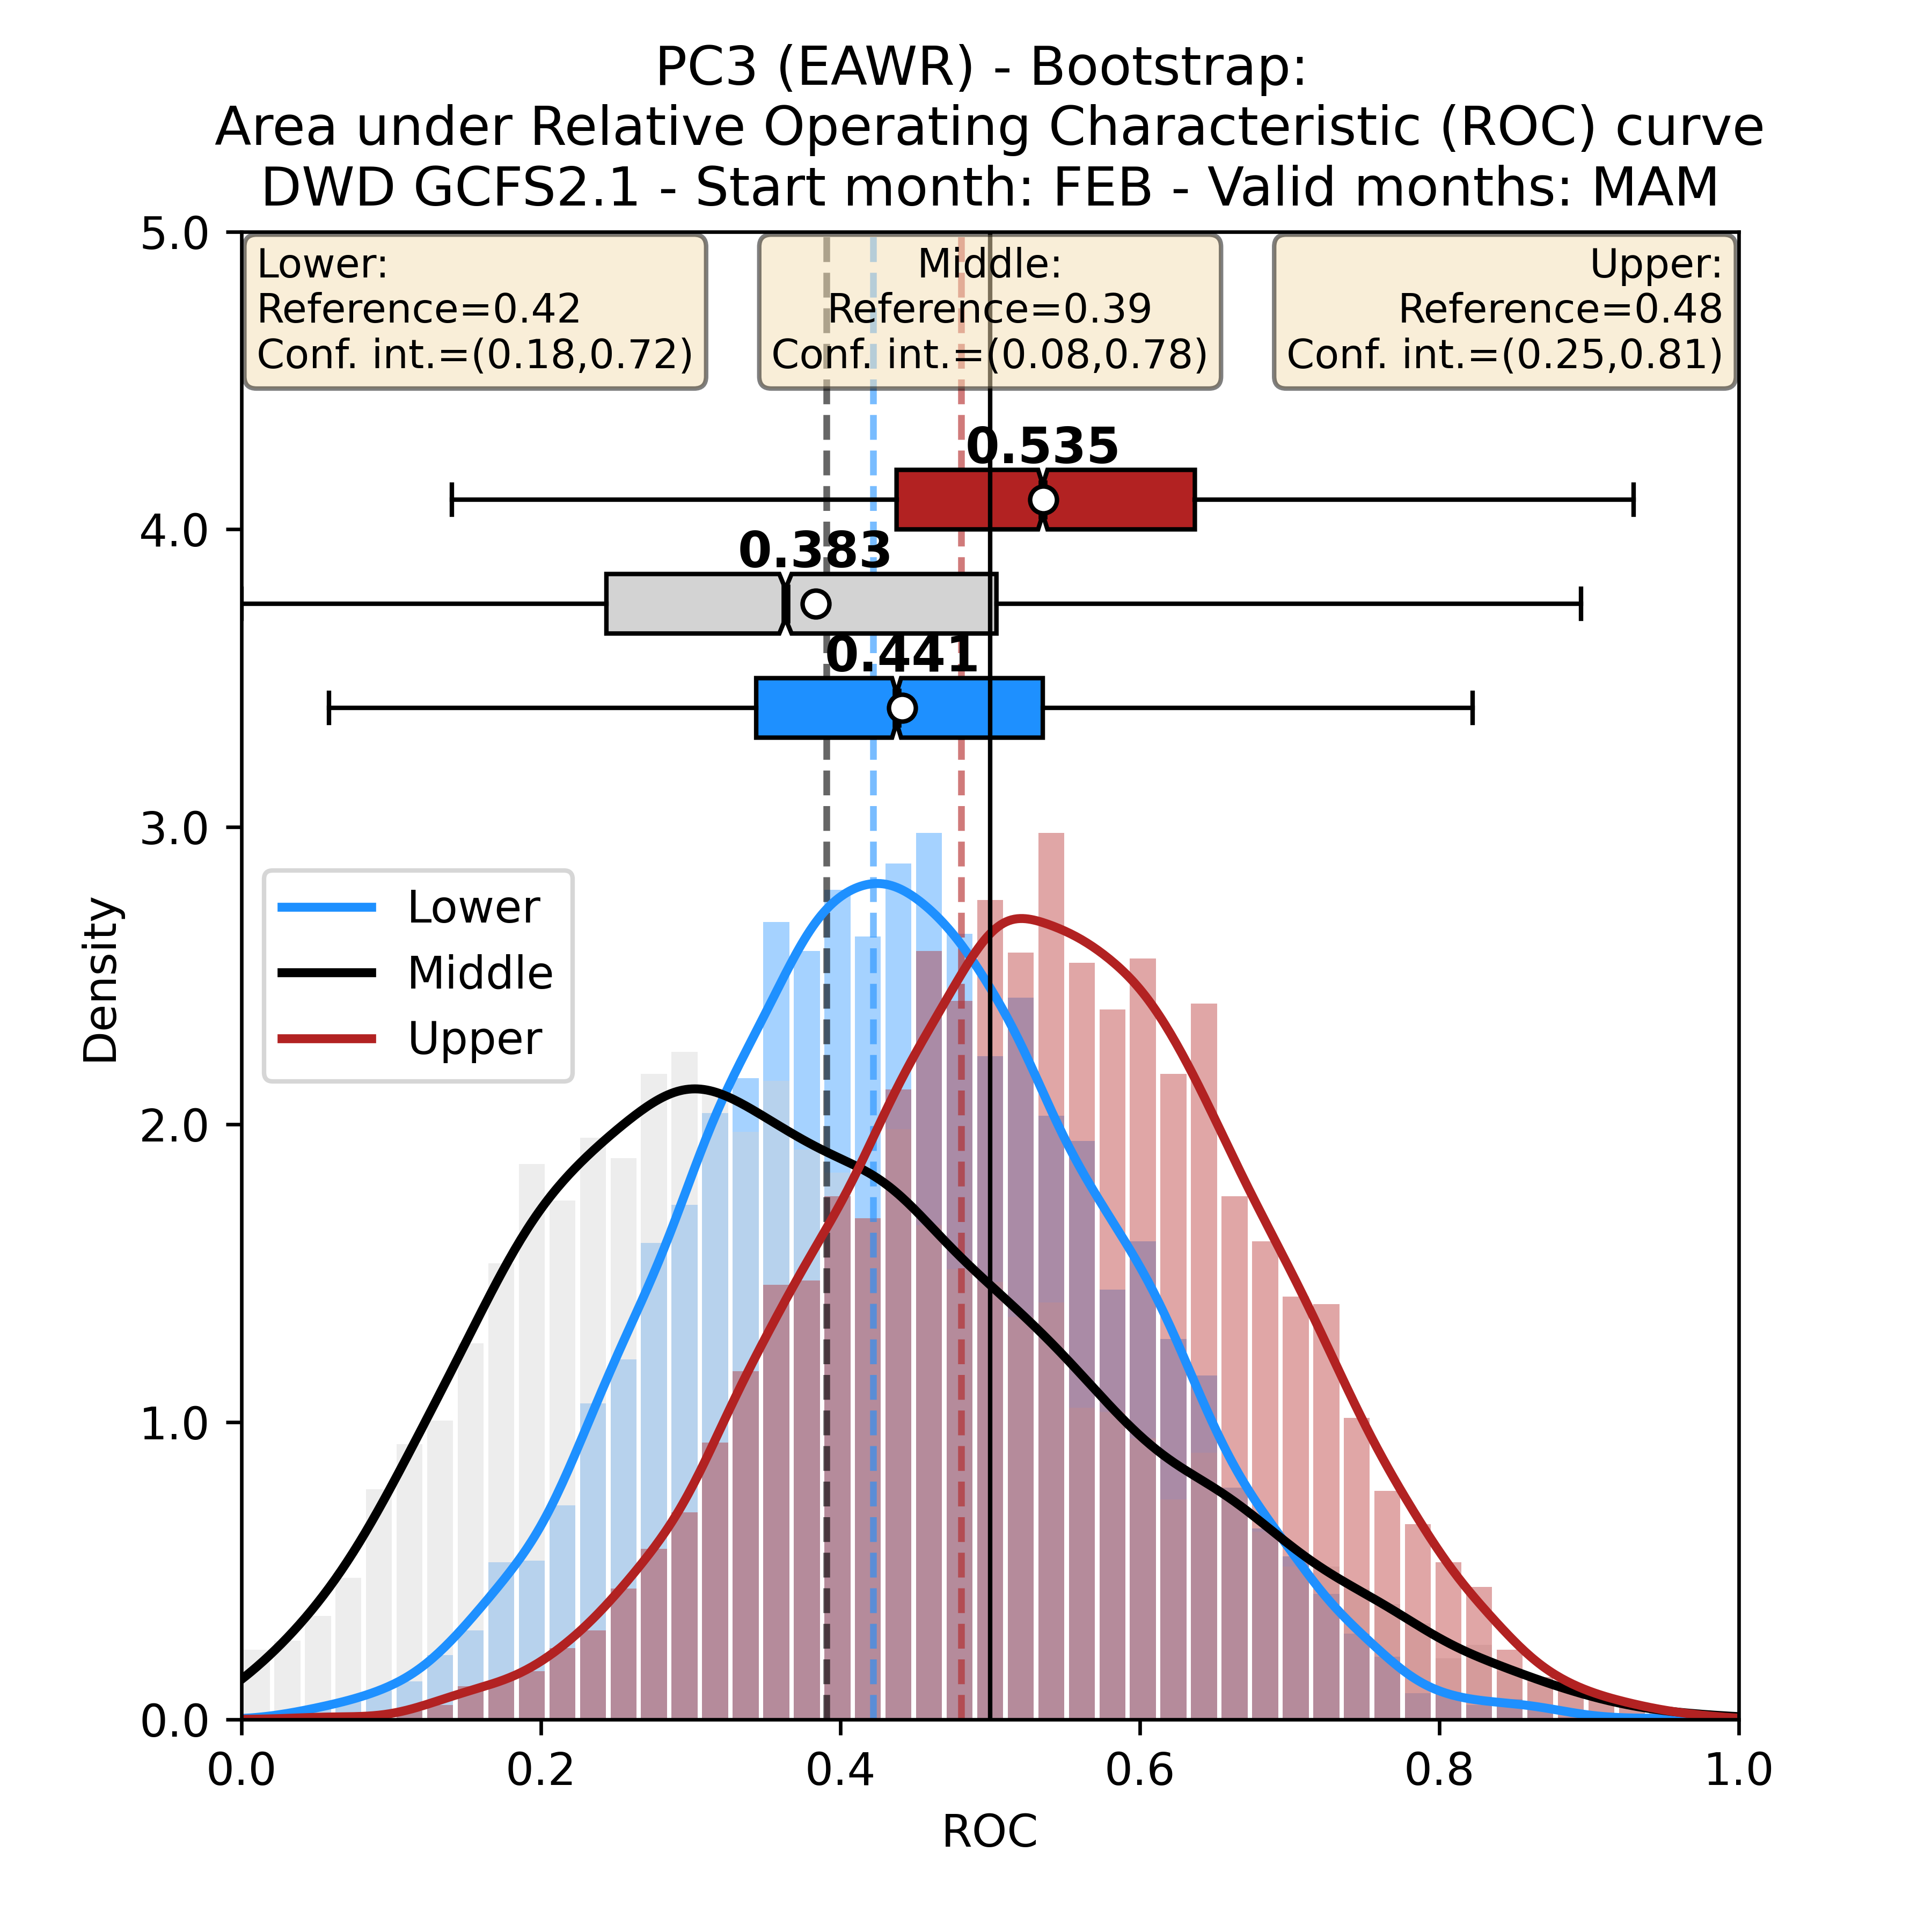 PC3 (EAWR) - Bootstrap:
Area under Relative Operating Characteristic (ROC) curve
DWD GCFS2.1 - Start month: FEB - Valid months: MAM
Lower:
Reference=0.42
Conf. int.=(0.18,0.72)
Middle:
Reference=0.39
Conf. int.=(0.08,0.78)
Upper:
Reference=0.48
Conf. int.=(0.25,0.81)
0.535
0.383
0.441
Lower
Middle
Upper
Density
5.0
4.0
3.0
2.0
1.0
0.0
0.0 0.2 0.4 0.6 0.8 1.0
ROC